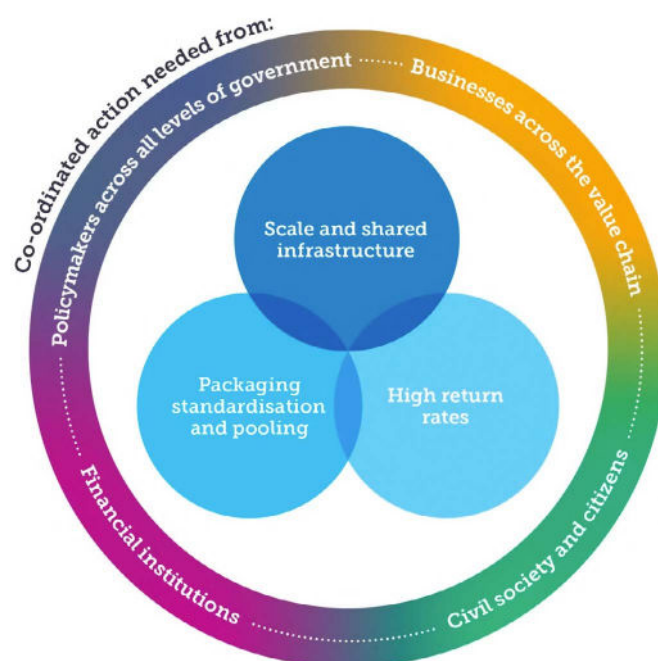 Co-ordinated action needed from:
Policymakers across all levels of government
Businesses across the value chain
Scale and shared
infrastructure
Packaging
standardisation
and pooling
High return
rates
Financial institutions
Civil society and citizens